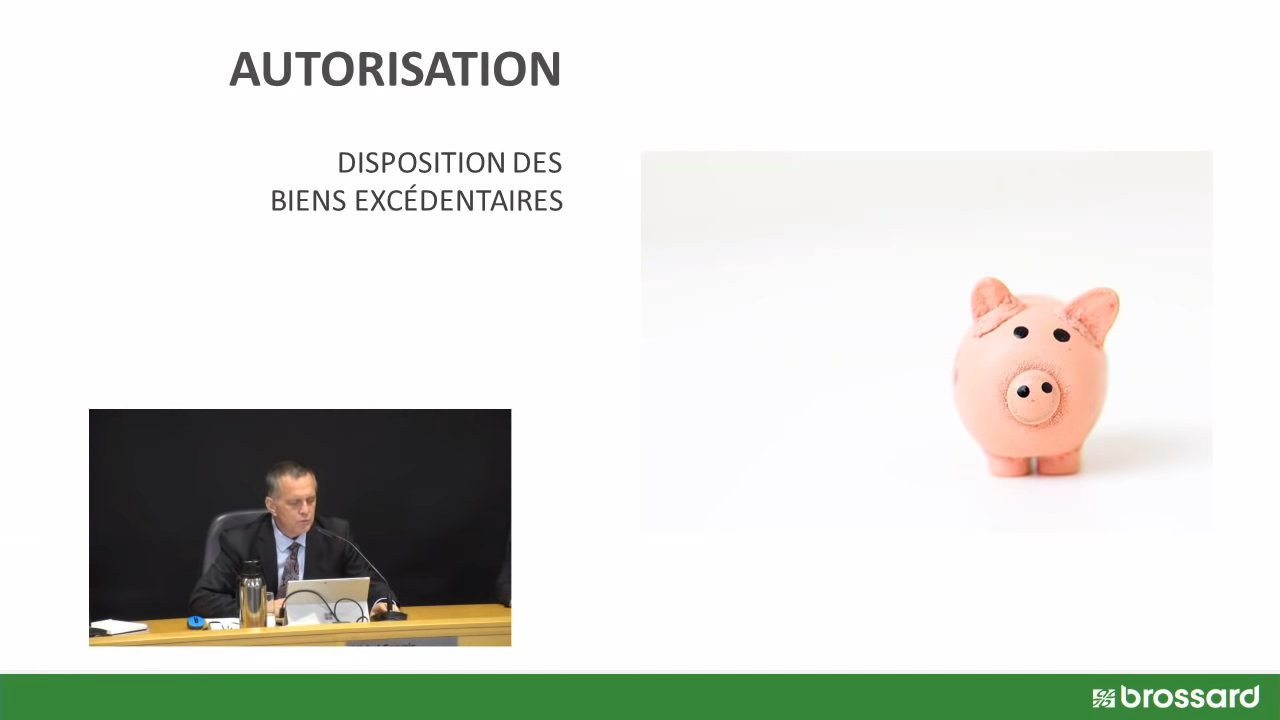 AUTORISATION
DISPOSITION DES
BIENS EXCÉDENTAIRES
brossard